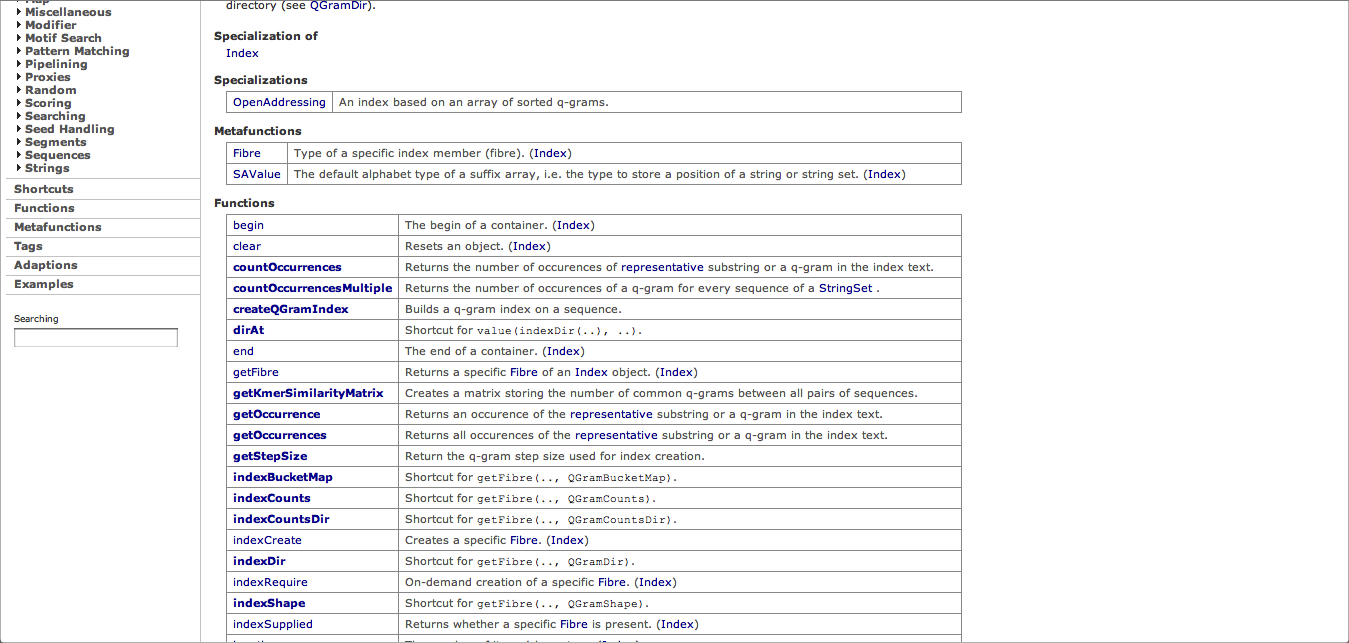 Map
Miscellaneous
Modifier
Motif Search
Pattern Matching
Pipelining
Proxies
Random
Scoring
Searching
Seed Handling
Segments
Sequences
Strings
Shortcuts
Functions
Metafunctions
Tags
Adaptions
Examples
Searching
directory (see QGramDir).
Specialization of
Index
Specializations
OpenAddressing An index based on an array of sorted q-grams.
Metafunctions
Fibre Type of a specific index member (fibre). (Index)
SAValue The default alphabet type of a suffix array, i.e. the type to store a position of a string or string set. (Index)
Functions
begin The begin of a container. (Index)
clear Resets an object. (Index)
countOccurrences Returns the number of occurences of representative substring or a q-gram in the index text.
countOccurrencesMultiple Returns the number of occurences of a q-gram for every sequence of a StringSet .
createQGramIndex Builds a q-gram index on a sequence.
dirAt Shortcut for value(indexDir(..), ..).
end The end of a container. (Index)
getFibre Returns a specific Fibre of an Index object. (Index)
getKmerSimilarityMatrix Creates a matrix storing the number of common q-grams between all pairs of sequences.
getOccurrence Returns an occurence of the representative substring or a q-gram in the index text.
getOccurrences Returns all occurences of the representative substring or a q-gram in the index text.
getStepSize Return the q-gram step size used for index creation.
indexBucketMap Shortcut for getFibre(.., QGramBucketMap).
indexCounts Shortcut for getFibre(.., QGramCounts).
indexCountsDir Shortcut for getFibre(.., QGramCountsDir).
indexCreate Creates a specific Fibre. (Index)
indexDir Shortcut for getFibre(.., QGramDir).
indexRequire On-demand creation of a specific Fibre. (Index)
indexShape Shortcut for getFibre(.., QGramShape).
indexSupplied Returns whether a specific Fibre is present. (Index)